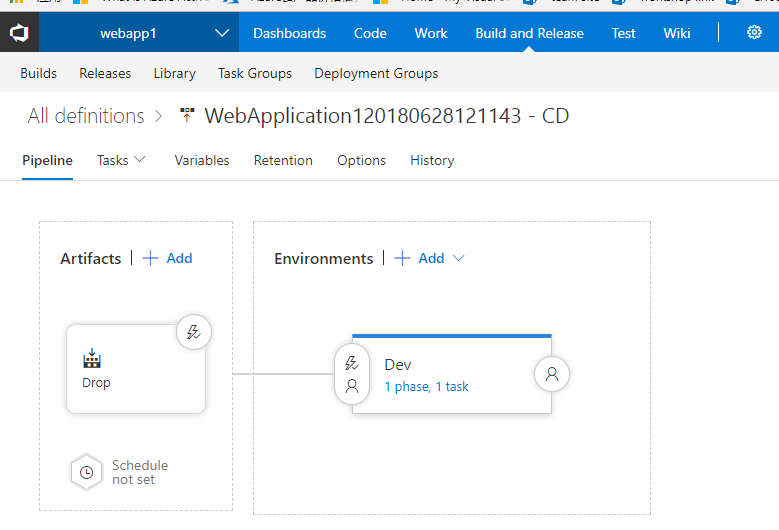 webapp1 Dashboards Code Work Build and Release Test Wiki
Builds Releases Library Task Groups Deployment Groups
All definitions > WebApplication120180628121143 - CD
Pipeline Tasks Variables Retention Options History
Artifacts | + Add
Environments | + Add
Drop
Dev
1 phase, 1 task
Schedule
not set